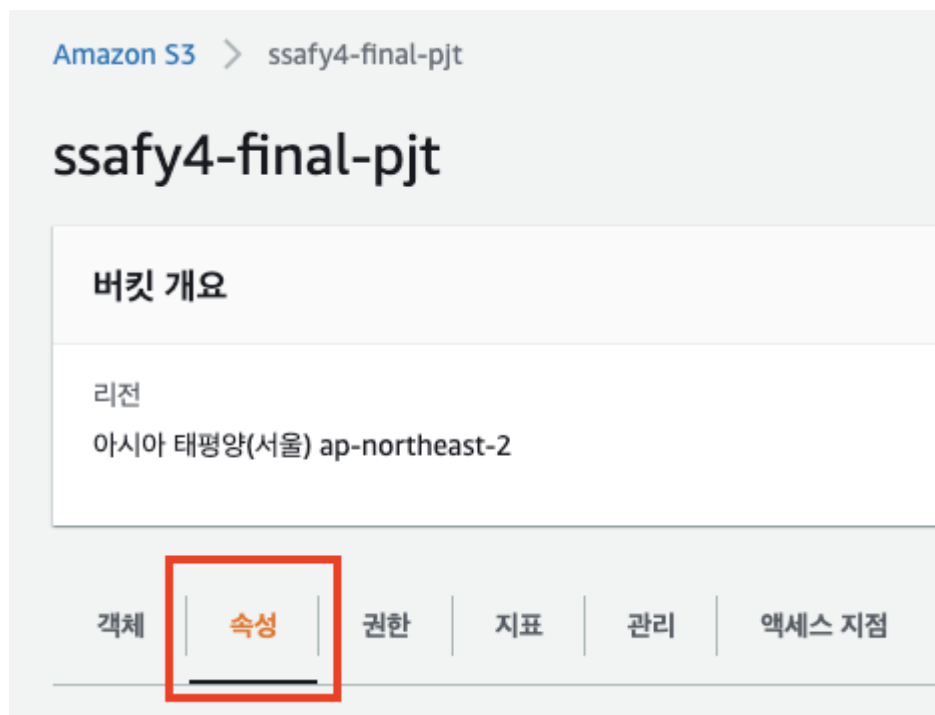 Amazon S3 > ssafy4-final-pjt
ssafy4-final-pjt
버킷 개요
리전
아시아 태평양(서울) ap-northeast-2
객체 속성 권한 지표 관리 액세스 지점